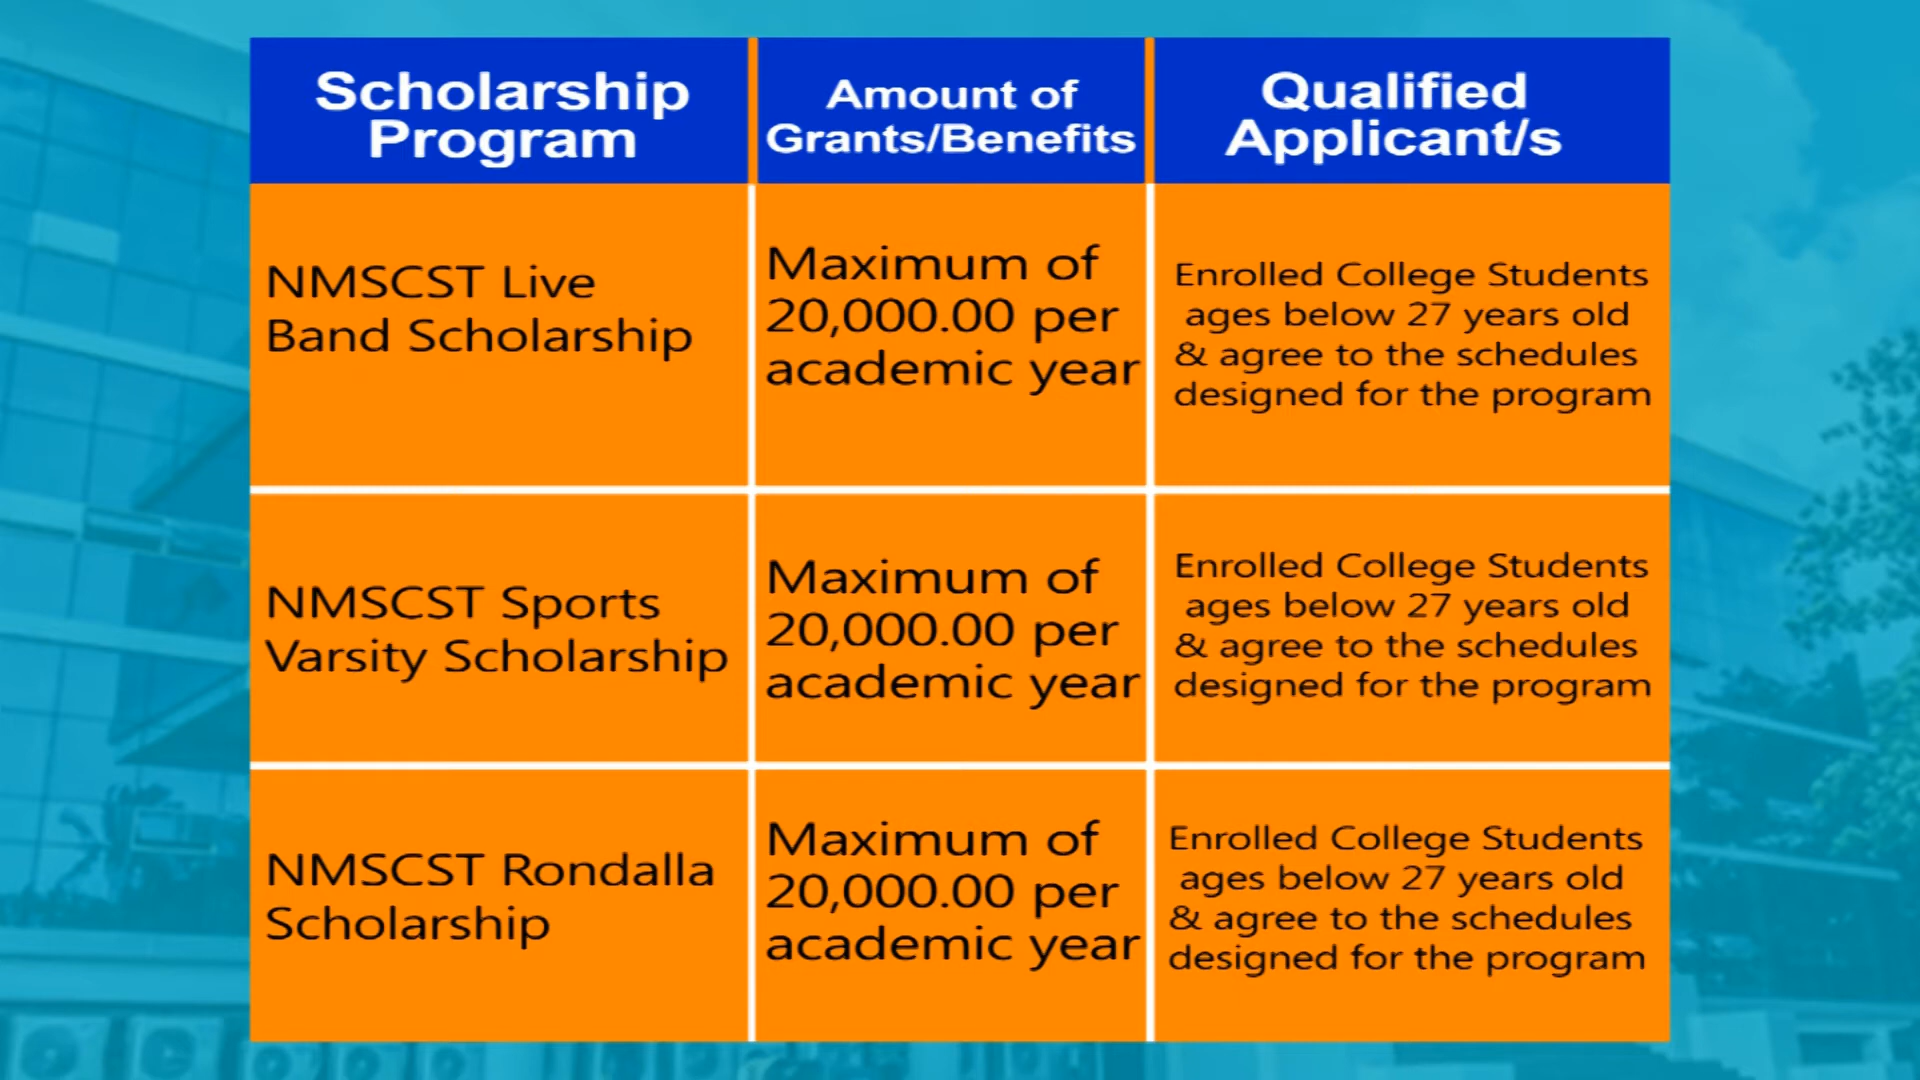 Scholarship
Program
Amount of
Grants/Benefits
Qualified
Applicant/s
NMSCST Live
Band Scholarship
Maximum of
20,000.00 per
academic year
Enrolled College Students
ages below 27 years old
& agree to the schedules
designed for the program
NMSCST Sports
Varsity Scholarship
Maximum of
20,000.00 per
academic year
Enrolled College Students
ages below 27 years old
& agree to the schedules
designed for the program
NMSCST Rondalla
Scholarship
Maximum of
20,000.00 per
academic year
Enrolled College Students
ages below 27 years old
& agree to the schedules
designed for the program